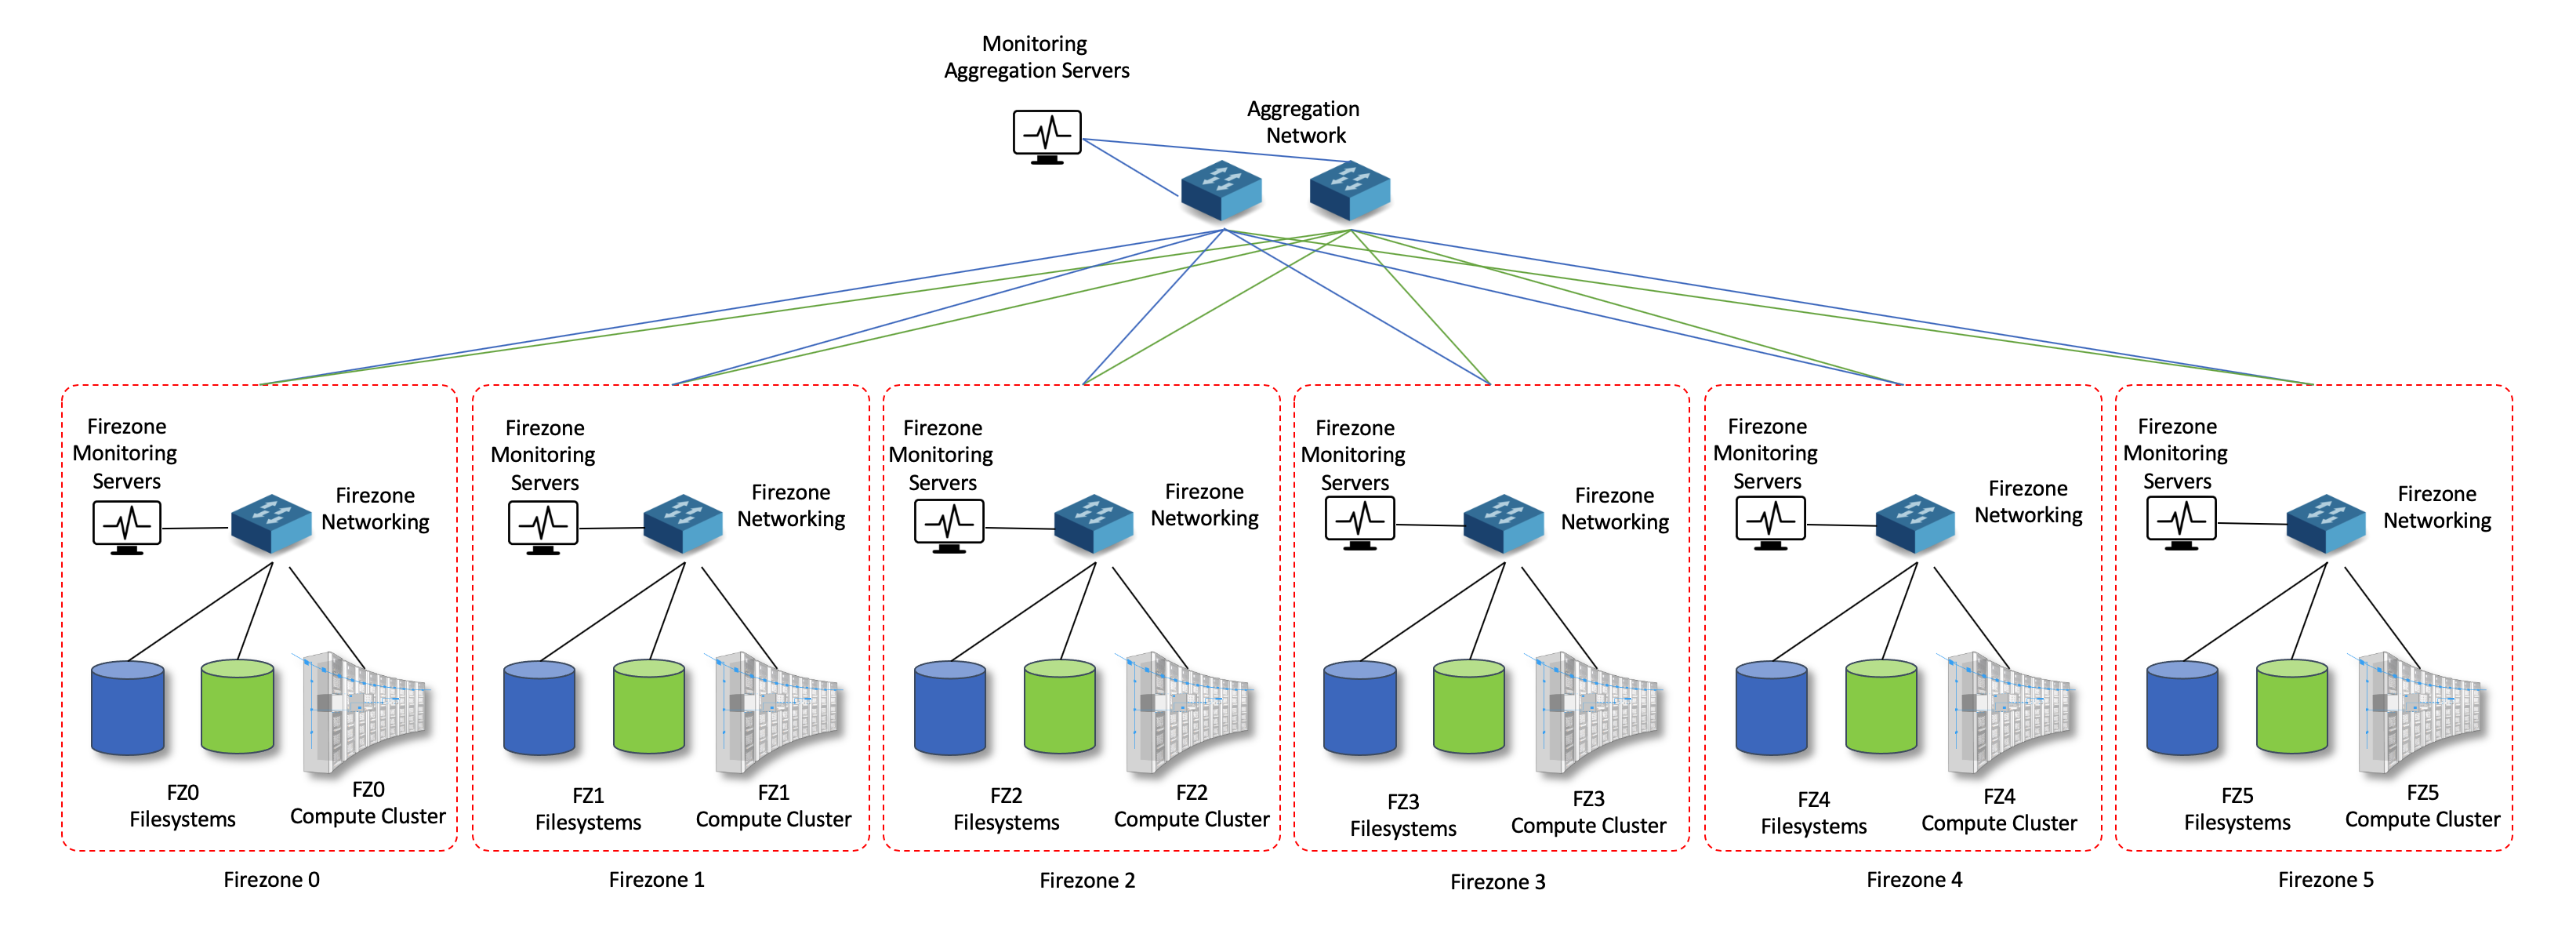 Monitoring
Aggregation Servers
Aggregation
Network
Firezone
Monitoring
Servers
Firezone
Networking
FZ0
Filesystems
FZ0
Compute Cluster
Firezone 0
Firezone
Monitoring
Servers
Firezone
Networking
FZ1
Filesystems
FZ1
Compute Cluster
Firezone 1
Firezone
Monitoring
Servers
Firezone
Networking
FZ2
Filesystems
FZ2
Compute Cluster
Firezone 2
Firezone
Monitoring
Servers
Firezone
Networking
FZ3
Filesystems
FZ3
Compute Cluster
Firezone 3
Firezone
Monitoring
Servers
Firezone
Networking
FZ4
Filesystems
FZ4
Compute Cluster
Firezone 4
Firezone
Monitoring
Servers
Firezone
Networking
FZ5
Filesystems
FZ5
Compute Cluster
Firezone 5